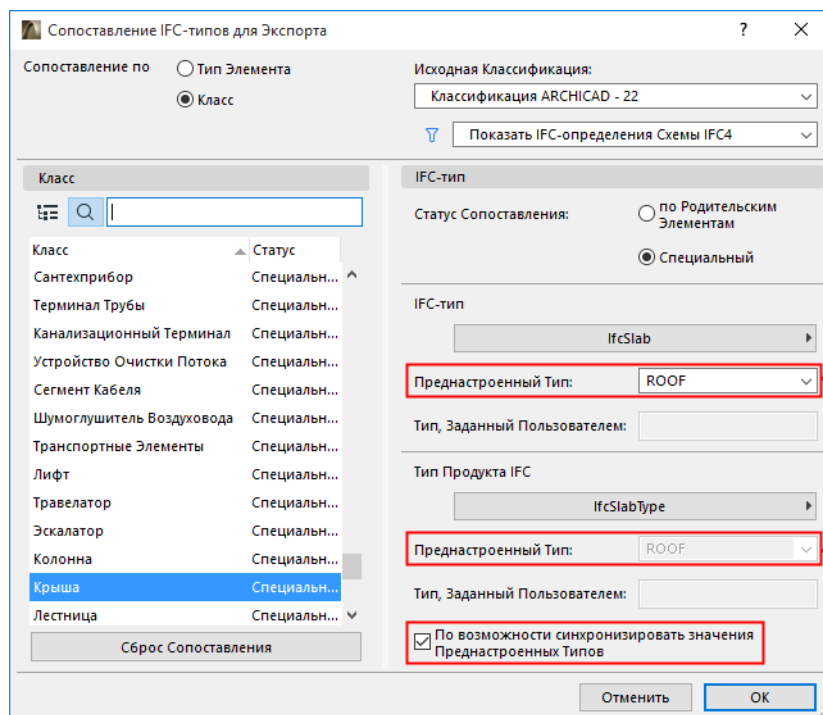 Сопоставление IFC-типов для Экспорта
?
Сопоставление по
Тип Элемента
Класс
Исходная Классификация:
Классификация ARCHICAD - 22
Показать IFC-определения Схемы IFC4
Класс
Класс
Статус
Сантехприбор
Специальн...
Терминал Трубы
Специальн...
Канализационный Терминал
Специальн...
Устройство Очистки Потока
Специальн...
Сегмент Кабеля
Специальн...
Шумоглушитель Воздуховода
Специальн...
Транспортные Элементы
Специальн...
Лифт
Специальн...
Травелатор
Специальн...
Эскалатор
Специальн...
Колонна
Специальн...
Крыша
Специальн...
Лестница
Специальн...
Сброс Сопоставления
IFC-тип
Статус Сопоставления:
по Родительским
Элементам
Специальный
IFC-тип
IfcSlab
Преднастроенный Тип:
ROOF
Тип, Заданный Пользователем:
Тип Продукта IFC
IfcSlabType
Преднастроенный Тип:
ROOF
Тип, Заданный Пользователем:
По возможности синхронизировать значения
Преднастроенных Типов
Отменить
OK